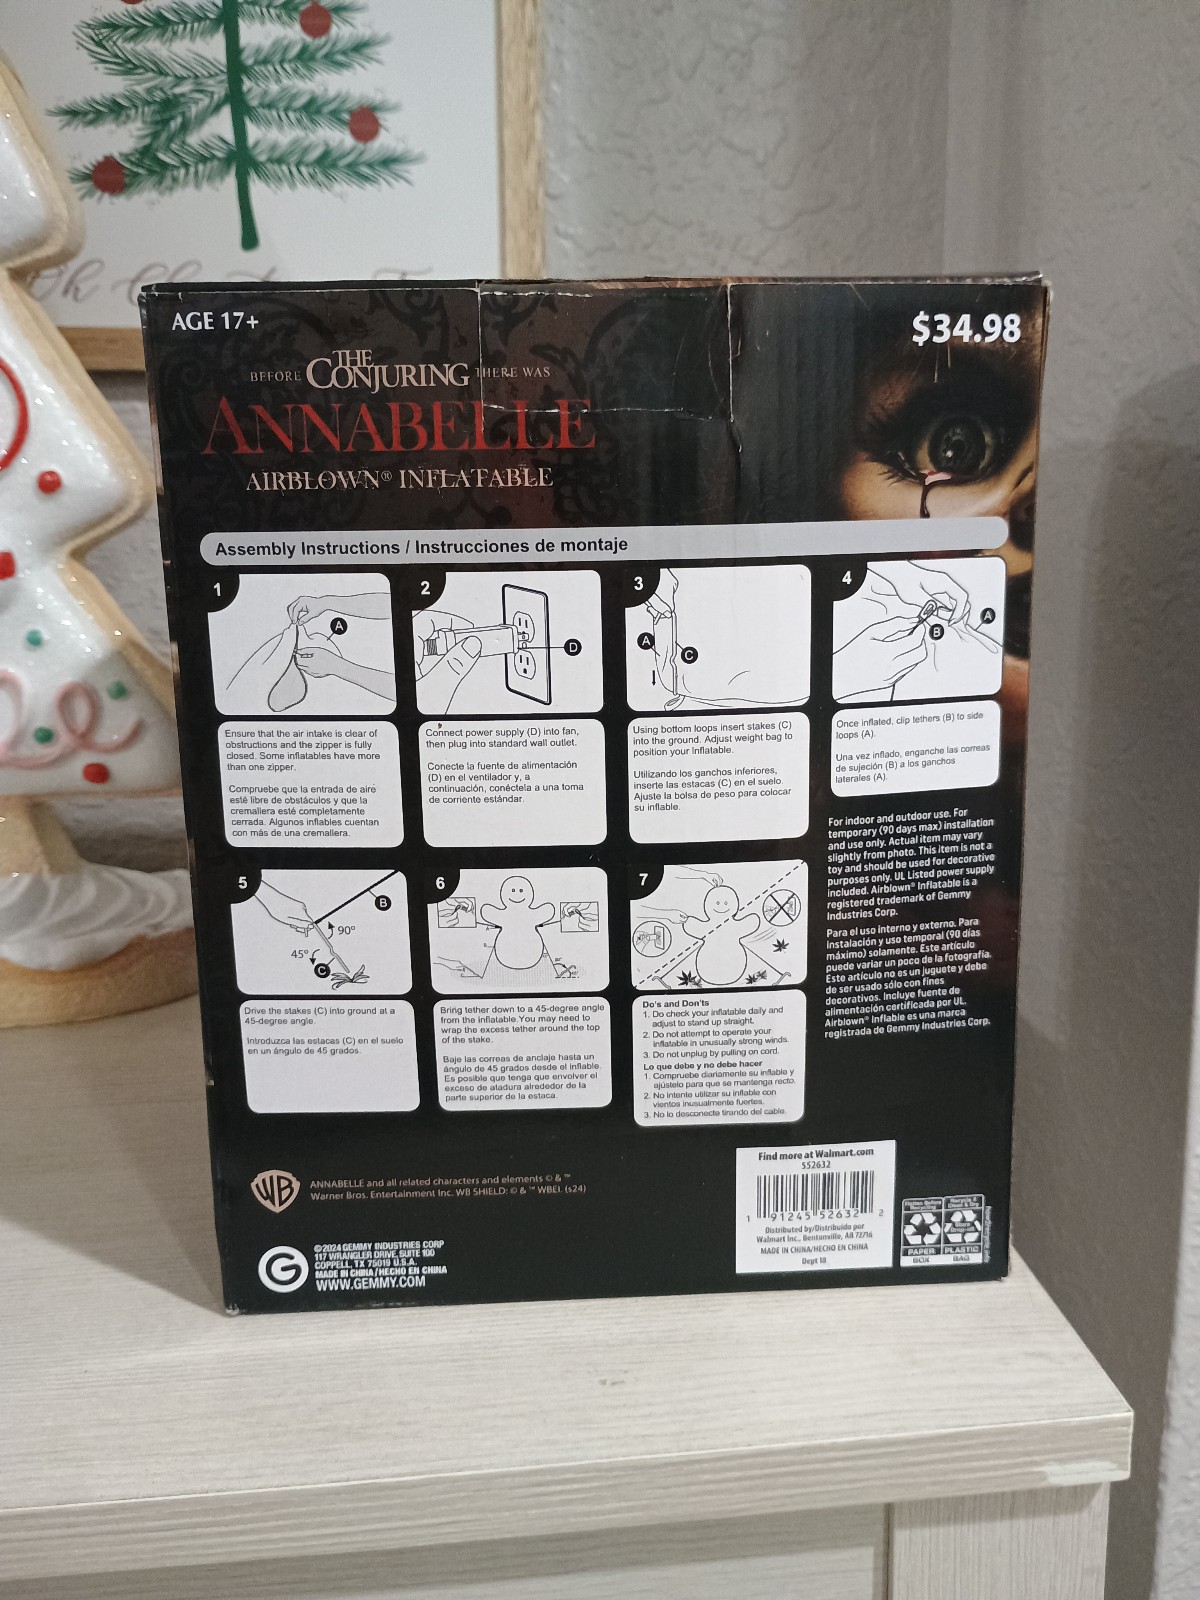 Oh Ch
AGE 17+
$34.98
BEFORE THE CONJURING THERE WAS
ANNABELLE
AIRBLOWN® INFLATABLE
Assembly Instructions / Instrucciones de montaje
1
A
Ensure that the air intake is clear of
obstructions and the zipper is fully
closed. Some inflatables have more
than one zipper.
Compruebe que la entrada de aire
esté libre de obstáculos y que la
cremallera esté completamente
cerrada. Algunos inflables cuentan
con más de una cremallera.
2
D
Connect power supply (D) into fan,
then plug into standard wall outlet.
Conecte la fuente de alimentación
(D) en el ventilador y, a
continuación, conéctela a una toma
de corriente estándar.
3
A
C
Using bottom loops insert stakes (C)
into the ground. Adjust weight bag to
position your Inflatable.
Utilizando los ganchos inferiores,
inserte las estacas (C) en el suelo.
Ajuste la bolsa de peso para colocar
su inflable.
4
A
B
Once inflated, clip tethers (B) to side
loops (A).
Una vez inflado, enganche las correas
de sujeción (B) a los ganchos
laterales (A).
5
B
90°
45°
C
Drive the stakes (C) into ground at a
45-degree angle.
Introduzca las estacas (C) en el suelo
en un ángulo de 45 grados.
6
Bring tether down to a 45-degree angle
from the inflatable.You may need to
wrap the excess tether around the top
of the stake.
Baje las correas de anclaje hasta un
ángulo de 45 grados desde el inflable.
Es posible que tenga que envolver el
exceso de atadura alrededor de la
parte superior de la estaca.
7
Do's and Don'ts
1. Do check your inflatable daily and
adjust to stand up straight.
2. Do not attempt to operate your
inflatable in unusually strong winds.
3. Do not unplug by pulling on cord.
Lo que debe y no debe hacer
1. Compruebe diariamente su inflable y
ajústelo para que se mantenga recto.
2. No intente utilizar su inflable con
vientos inusualmente fuertes.
3. No lo desconecte tirando del cable.
For indoor and outdoor use. For
temporary (90 days max) installation
and use only. Actual item may vary
slightly from photo. This item is not a
toy and should be used for decorative
purposes only. UL Listed power supply
included. Airblown® Inflatable is a
registered trademark of Gemmy
Industries Corp.
Para el uso interno y externo. Para
instalación y uso temporal (90 días
máximo) solamente. Este artículo
puede variar un poco de la fotografía.
Este artículo no es un juguete y debe
de ser usado sólo con fines
decorativos. Incluye fuente de
alimentación certificada por UL.
Airblown® Inflable es una marca
registrada de Gemmy Industries Corp.
WB
ANNABELLE and all related characters and elements © & ™
Warner Bros. Entertainment Inc. WB SHIELD: © & ™ WBEI. (s24)
G
©2024 GEMMY INDUSTRIES CORP
117 WRANGLER DRIVE, SUITE 100
COPPELL, TX 75019 U.S.A.
MADE IN CHINA/HECHO EN CHINA
WWW.GEMMY.COM
Find more at Walmart.com
552632
1 91245 52632 2
Distributed by/Distribuido por
Walmart Inc., Bentonville, AR 72716
MADE IN CHINA/HECHO EN CHINA
Dept 18
PAPER
BOX
PLASTIC
BAG